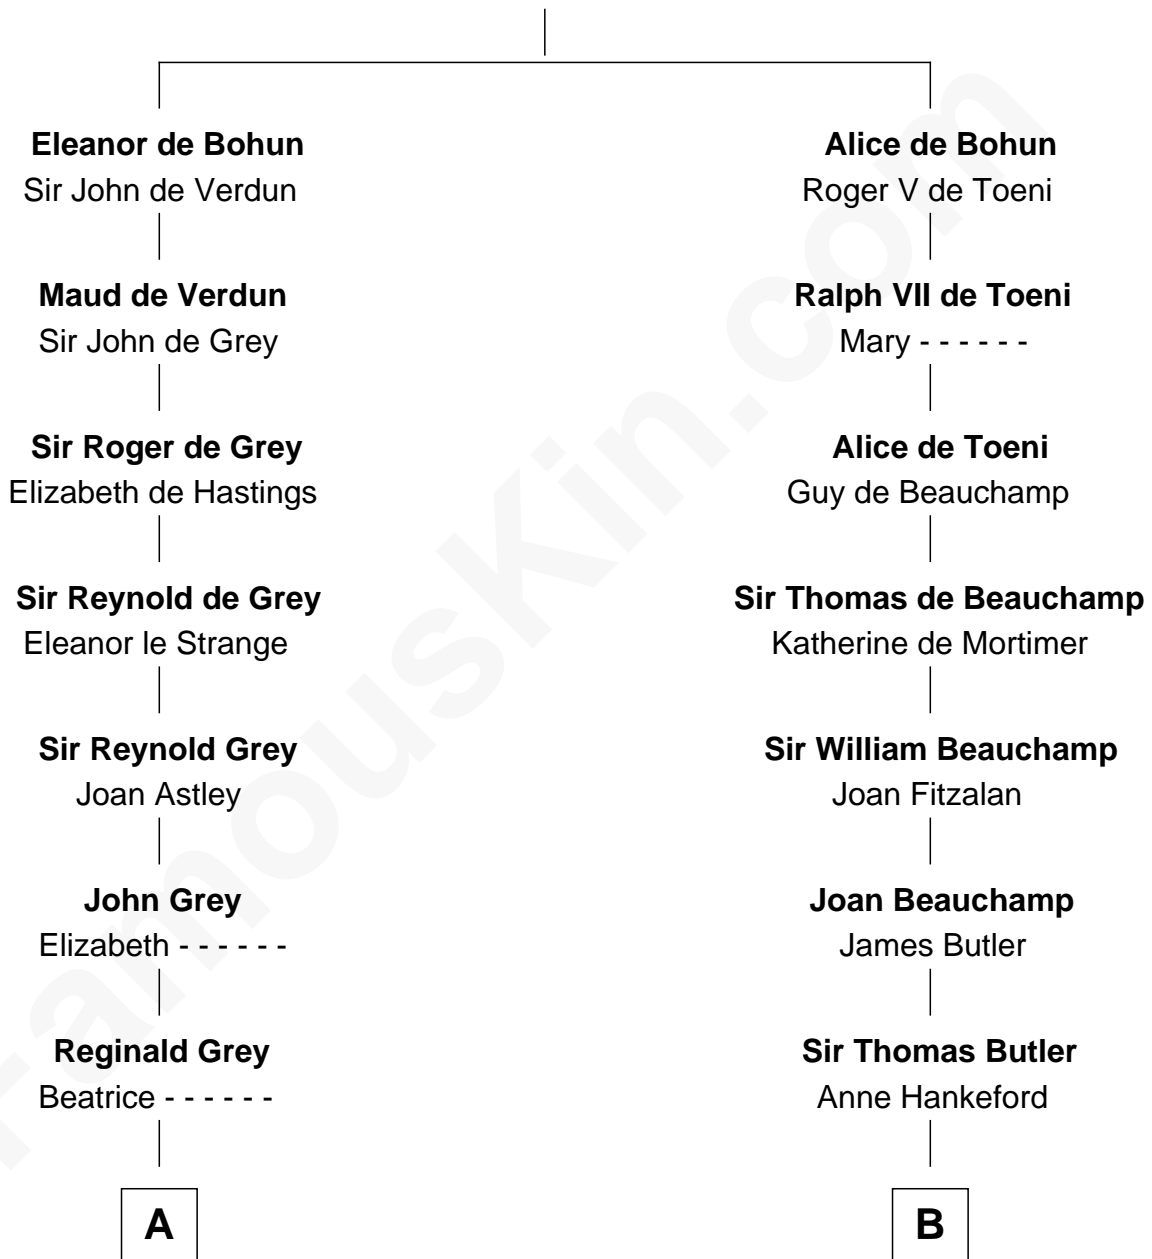 Eleanor de Bohun
Sir John de Verdun
Maud de Verdun
Sir John de Grey
Sir Roger de Grey
Elizabeth de Hastings
Sir Reynold de Grey
Eleanor le Strange
Sir Reynold Grey
Joan Astley
John Grey
Elizabeth - - - - - -
Reginald Grey
Beatrice - - - - - -
A
Alice de Bohun
Roger V de Toeni
Ralph VII de Toeni
Mary - - - - - -
Alice de Toeni
Guy de Beauchamp
Sir Thomas de Beauchamp
Katherine de Mortimer
Sir William Beauchamp
Joan Fitzalan
Joan Beauchamp
James Butler
Sir Thomas Butler
Anne Hankeford
B
FamousKin.com